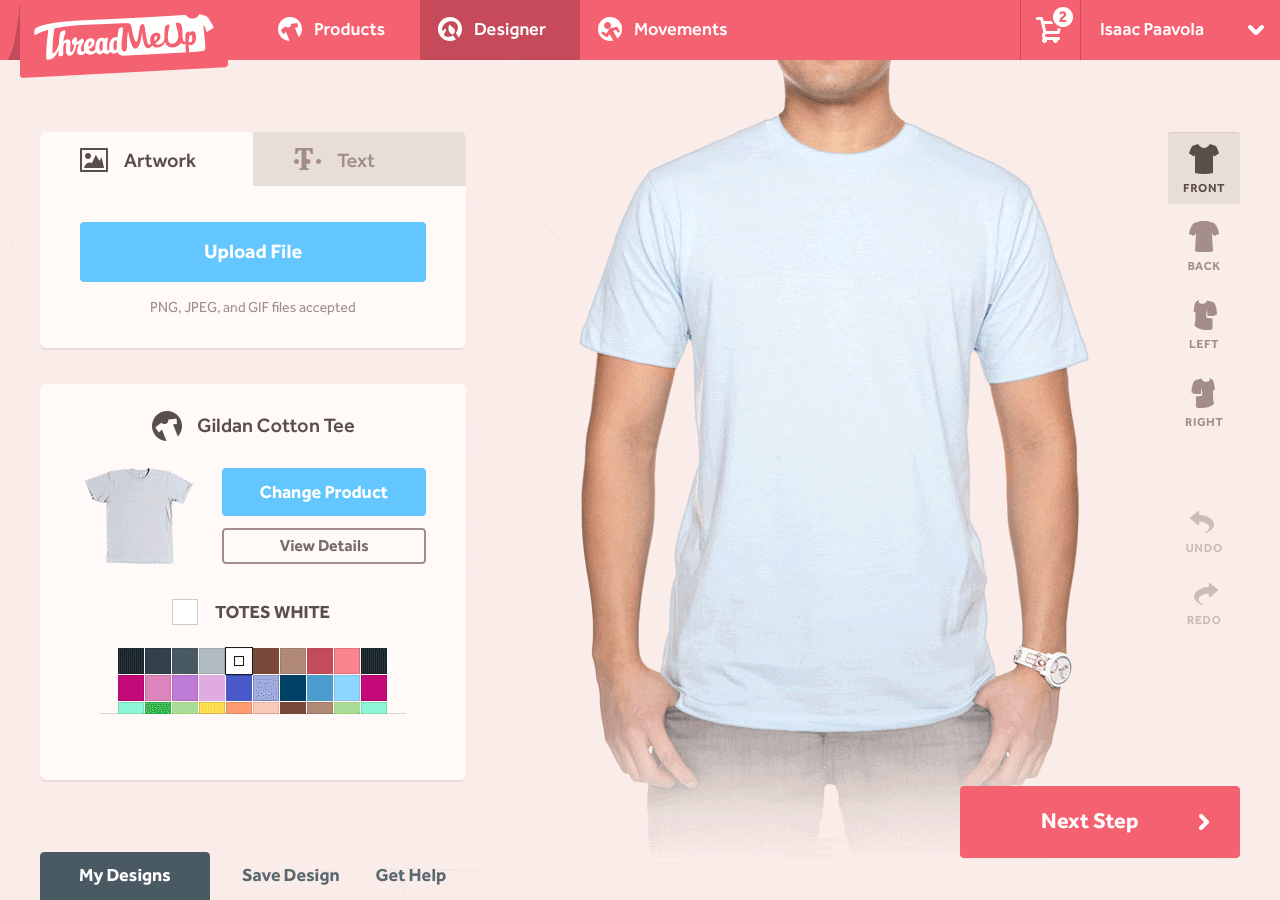 ThreadMeUp
Products
Designer
Movements
2
Isaac Paavola
Artwork
Text
Upload File
PNG, JPEG, and GIF files accepted
Gildan Cotton Tee
Change Product
View Details
TOTES WHITE
FRONT
BACK
LEFT
RIGHT
UNDO
REDO
Next Step
My Designs
Save Design
Get Help